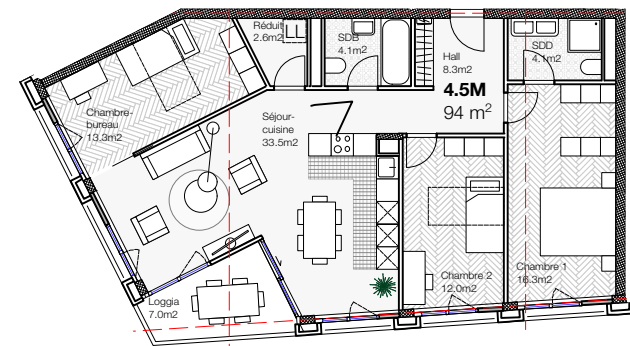 Réduit
2.6m2
SDB
4.1m2
Hall
8.3m2
4.5M
94 m²
SDD
4.1m2
Chambre-
bureau
13.3m2
Séjour-
cuisine
33.5m2
Chambre 2
12.0m2
Chambre 1
16.3m2
Loggia
7.0m2